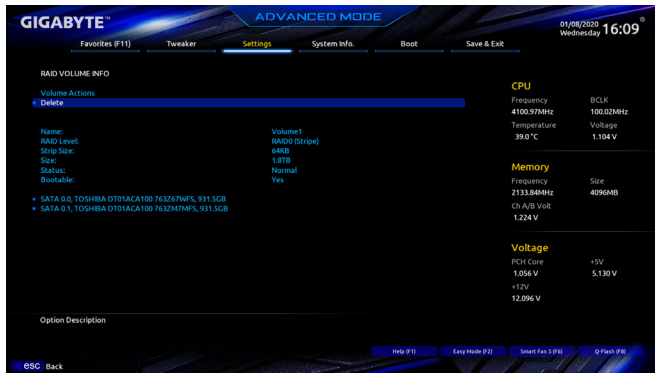 GIGABYTE™
ADVANCED MODE
01/08/2020
Wednesday
16:09
Favorites (F11) Tweaker Settings System Info. Boot Save & Exit
RAID VOLUME INFO
Volume Actions
Delete
Name: Volume1
RAID Level: RAID0 (Stripe)
Strip Size: 64KB
Size: 1.8TB
Status: Normal
Bootable: Yes
SATA 0.0, TOSHIBA DT01ACA100 763Z67WFS, 931.5GB
SATA 0.1, TOSHIBA DT01ACA100 763ZM7MFS, 931.5GB
CPU
Frequency BCLK
4100.97MHz 100.02MHz
Temperature Voltage
39.0 °C 1.104 V
Memory
Frequency Size
2133.84MHz 4096MB
Ch A/B Volt
1.224 V
Voltage
PCH Core +5V
1.056 V 5.130 V
+12V
12.096 V
Option Description
Help (F1) Easy Mode (F2) Smart Fan 5 (F6) Q-Flash (F8)
esc Back